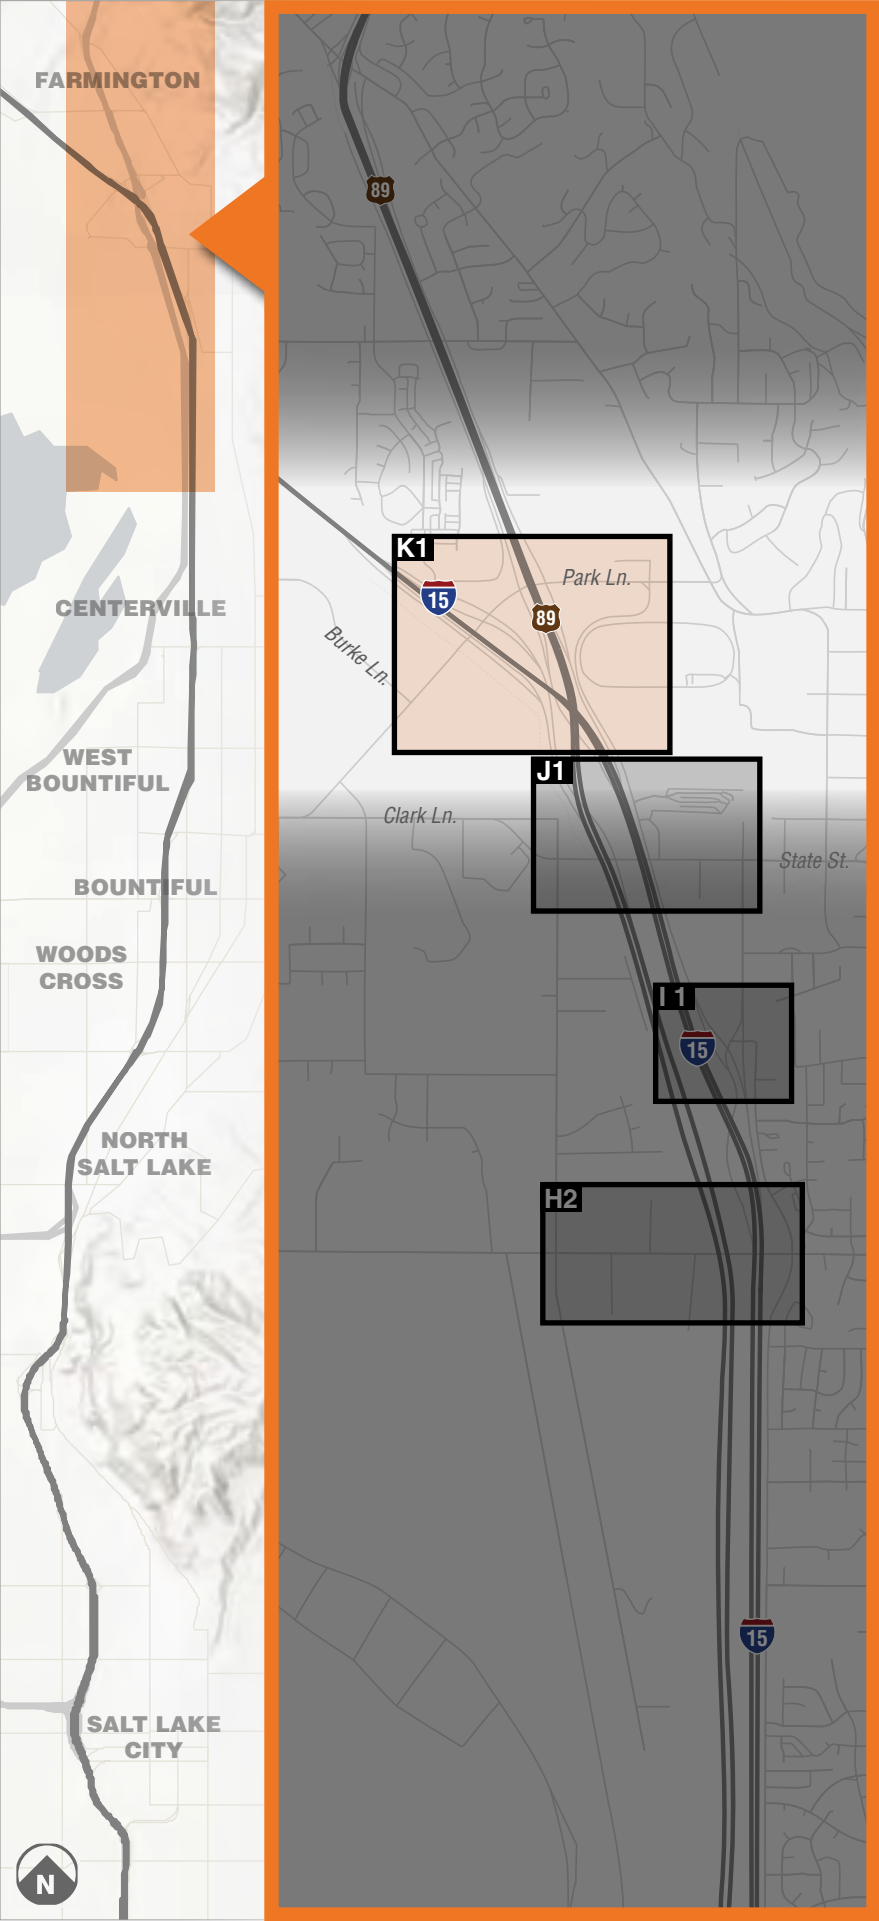 FARMINGTON
CENTERVILLE
WEST
BOUNTIFUL
BOUNTIFUL
WOODS
CROSS
NORTH
SALT LAKE
SALT LAKE
CITY
N
89
K1
15
Park Ln.
89
Burke Ln.
J1
Clark Ln.
State St.
I 1
15
H2
15